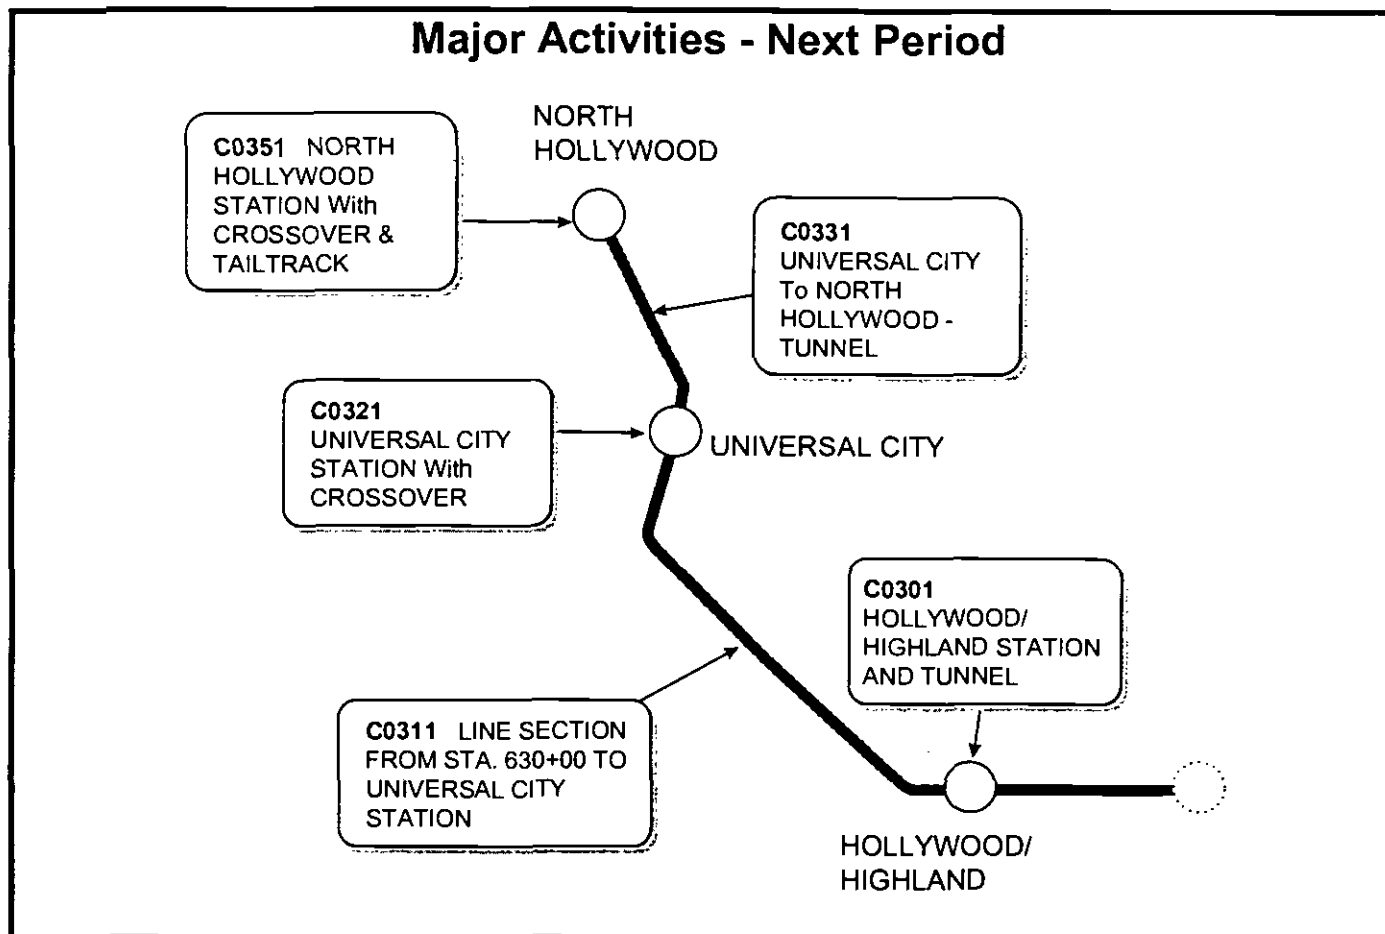 Major Activities - Next Period
NORTH
HOLLYWOOD
C0351 NORTH
HOLLYWOOD
STATION With
CROSSOVER &
TAILTRACK
C0331
UNIVERSAL CITY
To NORTH
HOLLYWOOD -
TUNNEL
C0321
UNIVERSAL CITY
STATION With
CROSSOVER
UNIVERSAL CITY
C0301
HOLLYWOOD/
HIGHLAND STATION
AND TUNNEL
C0311 LINE SECTION
FROM STA. 630+00 TO
UNIVERSAL CITY
STATION
HOLLYWOOD/
HIGHLAND